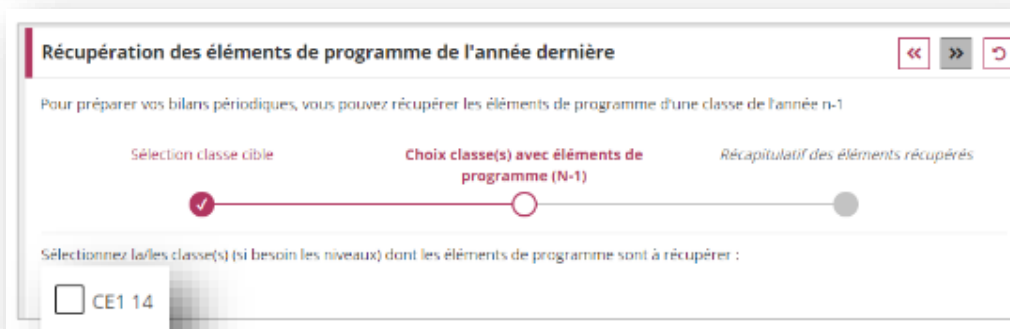 Récupération des éléments de programme de l'année dernière
Pour préparer vos bilans périodiques, vous pouvez récupérer les éléments de programme d'une classe de l'année n-1
Sélection classe cible
Choix classe(s) avec éléments de
programme (N-1)
Récapitulatif des éléments récupérés
Sélectionnez la/les classe(s) (si besoin les niveaux) dont les éléments de programme sont à récupérer :
CE1 14